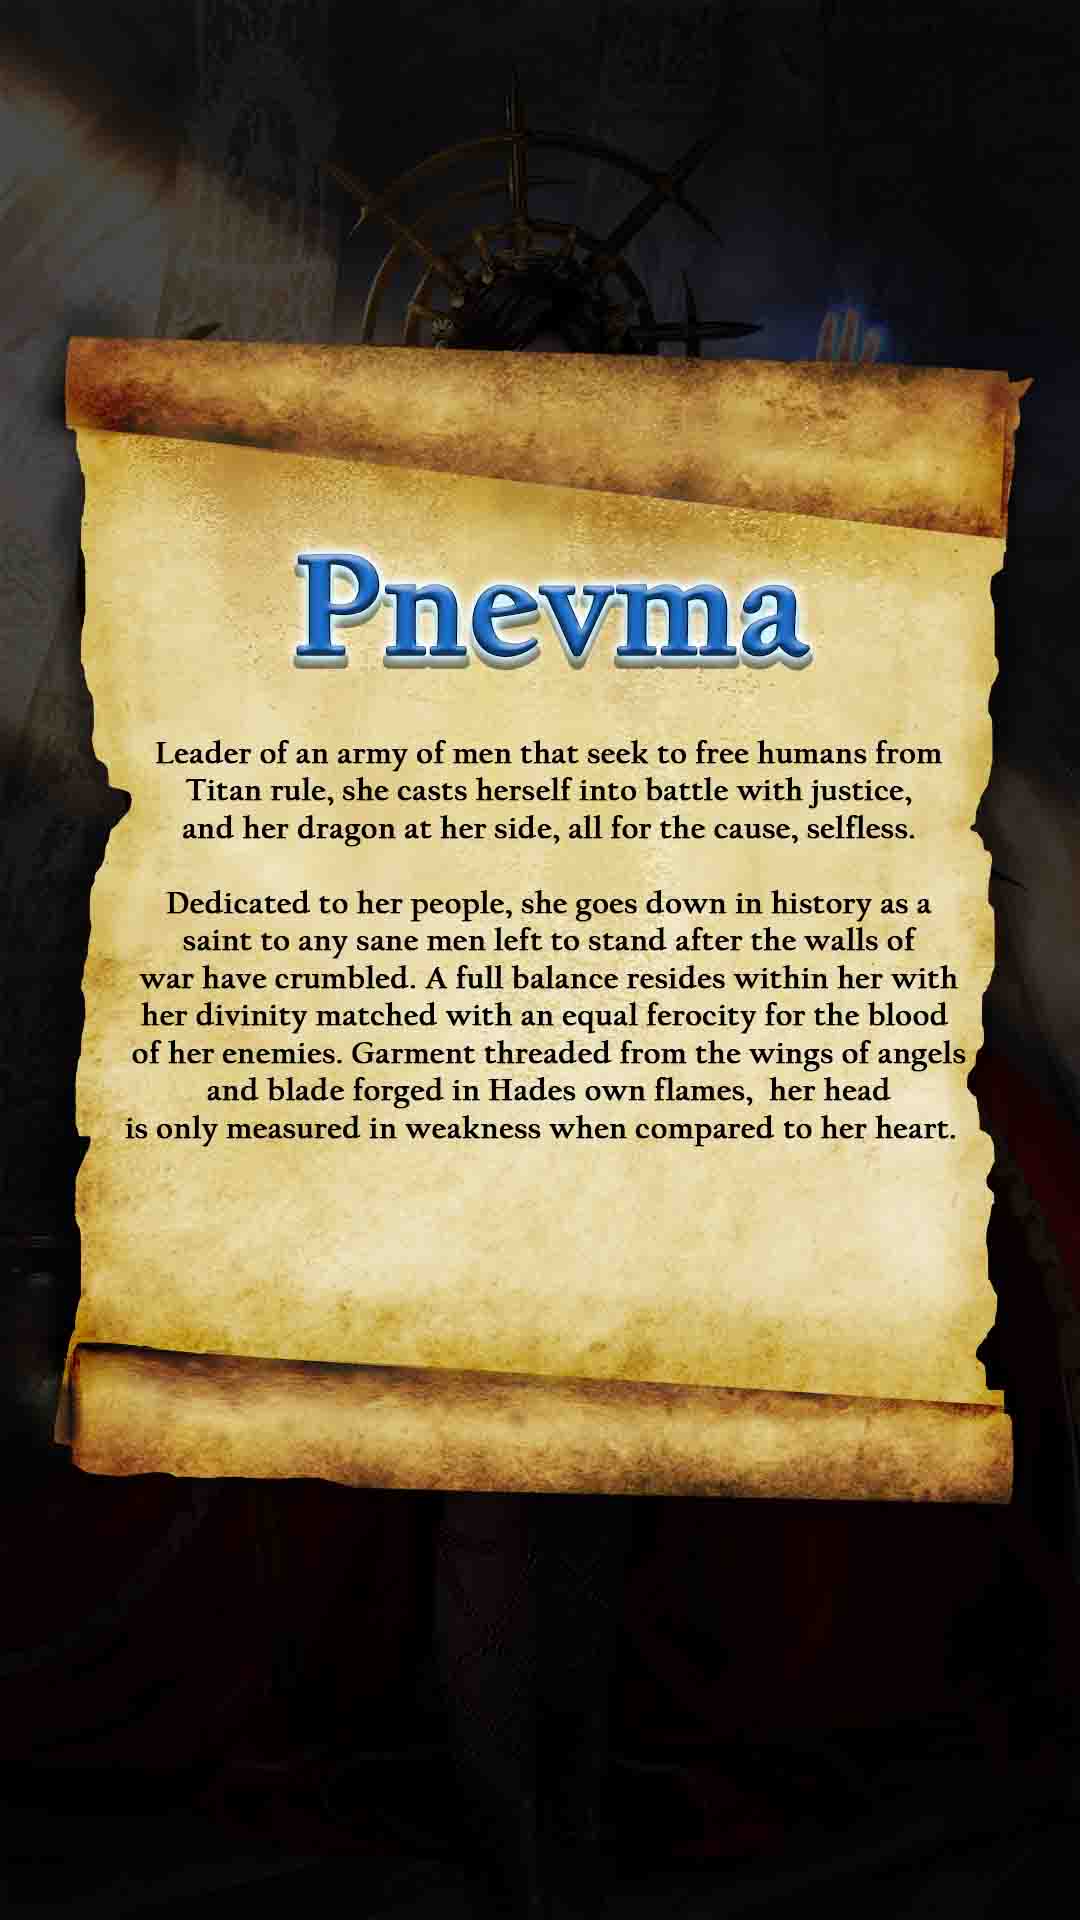 Pnevma
Leader of an army of men that seek to free humans from
Titan rule, she casts herself into battle with justice,
and her dragon at her side, all for the cause, selfless.
Dedicated to her people, she goes down in history as a
saint to any sane men left to stand after the walls of
war have crumbled. A full balance resides within her with
her divinity matched with an equal ferocity for the blood
of her enemies. Garment threaded from the wings of angels
and blade forged in Hades own flames,  her head
is only measured in weakness when compared to her heart.